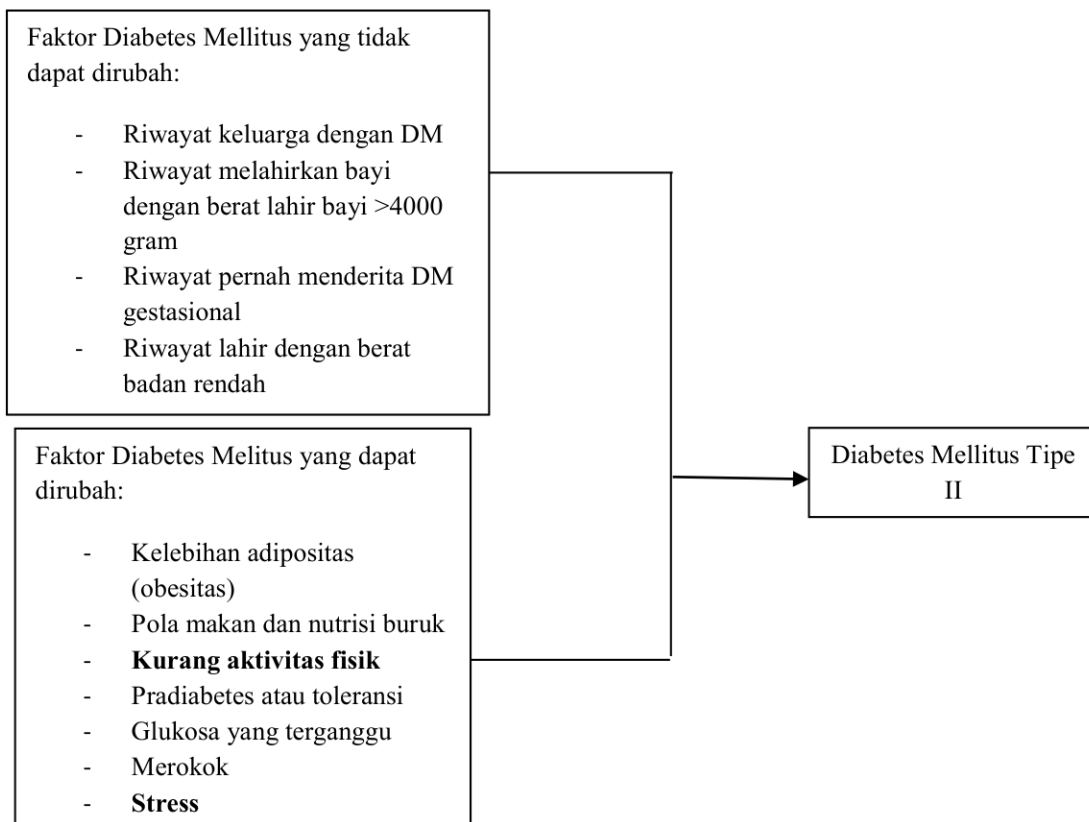 Faktor Diabetes Mellitus yang tidak
dapat dirubah:
- Riwayat keluarga dengan DM
- Riwayat melahirkan bayi
dengan berat lahir bayi >4000
gram
- Riwayat pernah menderita DM
gestasional
- Riwayat lahir dengan berat
badan rendah
Faktor Diabetes Melitus yang dapat
dirubah:
- Kelebihan adipositas
(obesitas)
- Pola makan dan nutrisi buruk
- Kurang aktivitas fisik
- Pradiabetes atau toleransi
- Glukosa yang terganggu
- Merokok
- Stress
Diabetes Mellitus Tipe
II